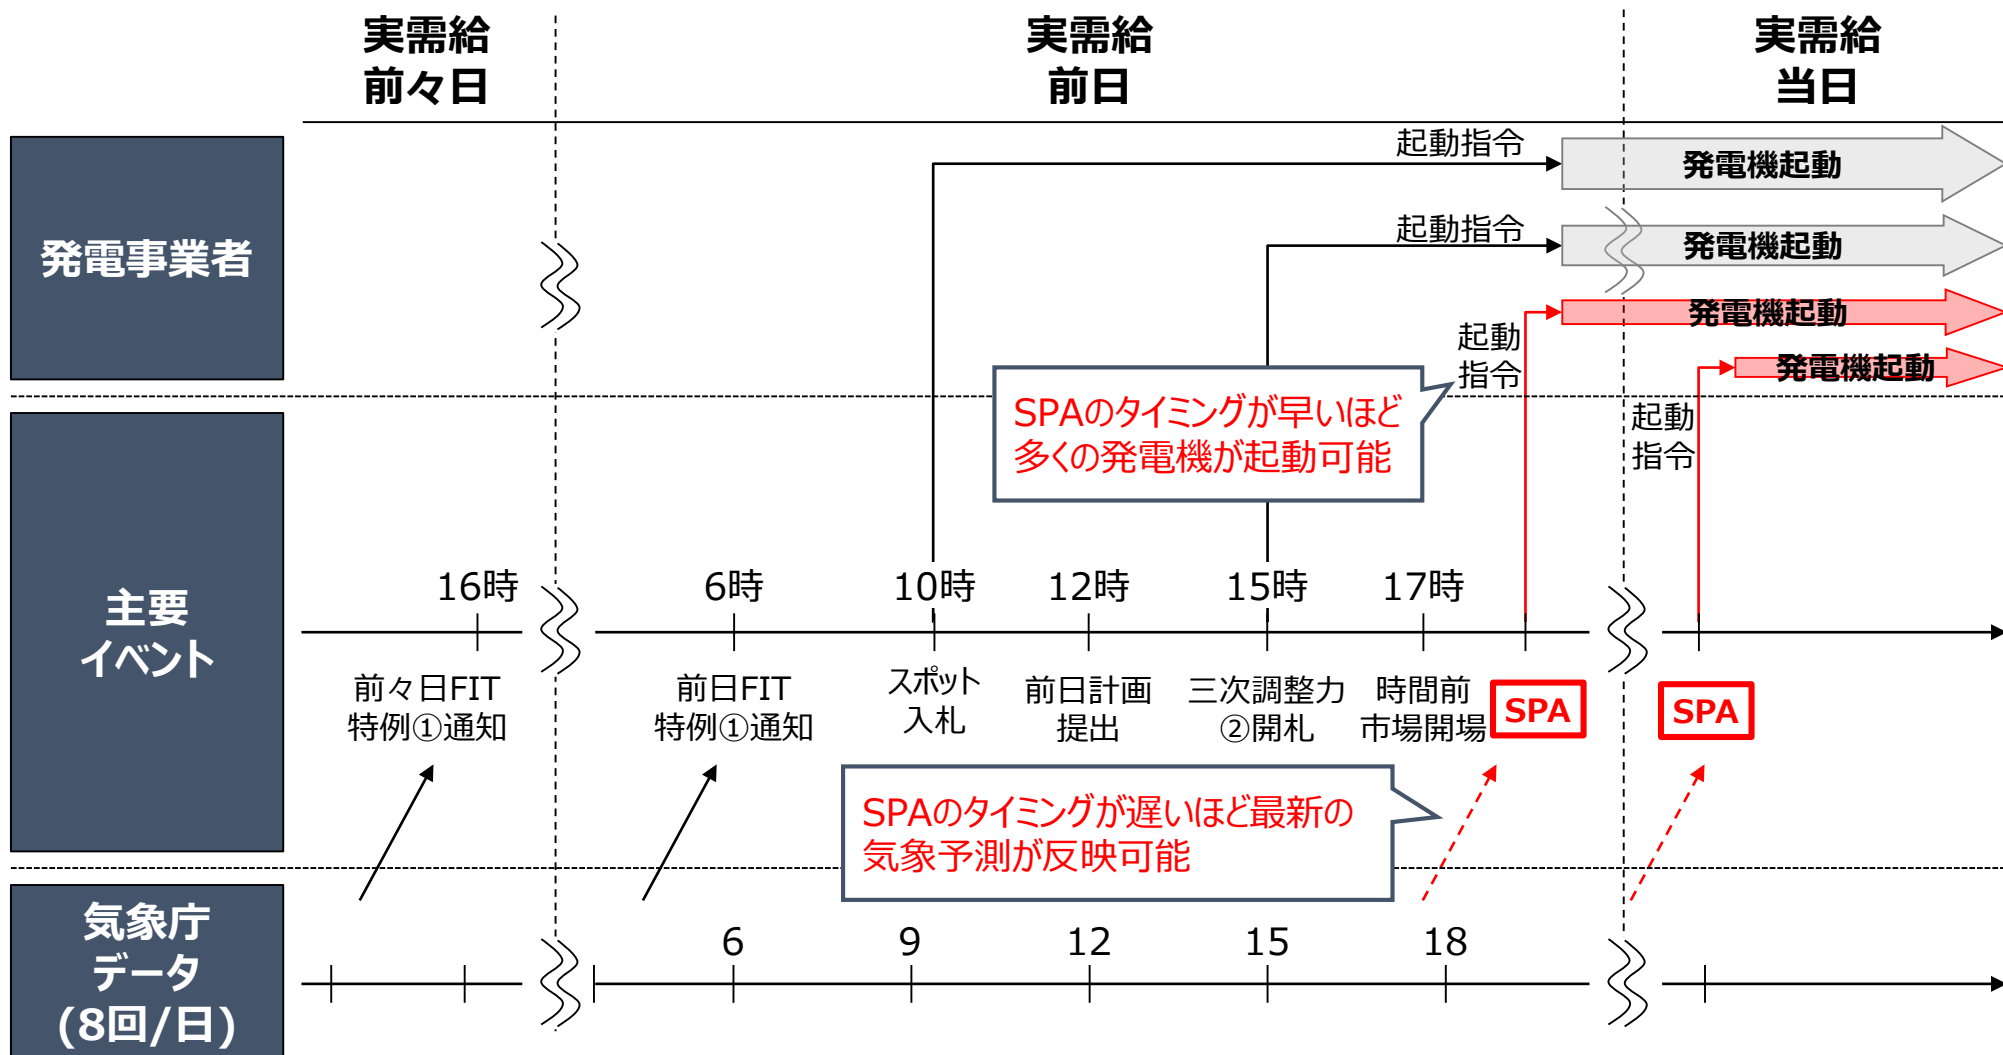 実需給
前々日
実需給
前日
実需給
当日
発電事業者
起動指令
発電機起動
起動指令
発電機起動
起動
指令
発電機起動
発電機起動
起動
指令
SPAのタイミングが早いほど
多くの発電機が起動可能
主要
イベント
16時
6時
10時
12時
15時
17時
前々日FIT
特例①通知
前日FIT
特例①通知
スポット
入札
前日計画
提出
三次調整力
②開札
時間前
市場開場
SPA
SPA
SPAのタイミングが遅いほど最新の
気象予測が反映可能
気象庁
データ
(8回/日)
6
9
12
15
18